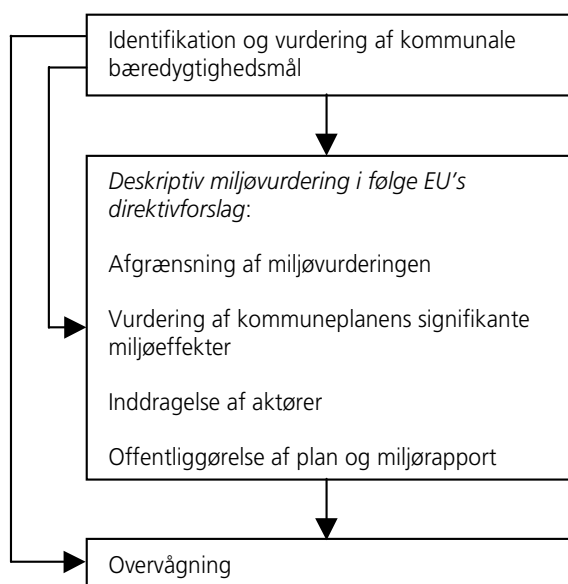 Identifikation og vurdering af kommunale
bæredygtighedsmål
Deskriptiv miljøvurdering i følge EU's
direktivforslag:
Afgrænsning af miljøvurderingen
Vurdering af kommuneplanens signifikante
miljøeffekter
Inddragelse af aktører
Offentliggørelse af plan og miljørapport
Overvågning